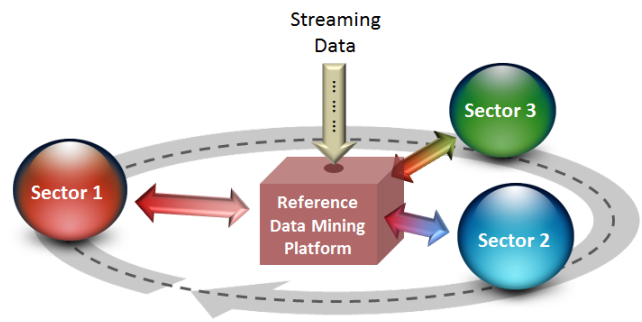 Streaming
Data
Sector 3
Sector 1
Reference
Data Mining
Platform
Sector 2